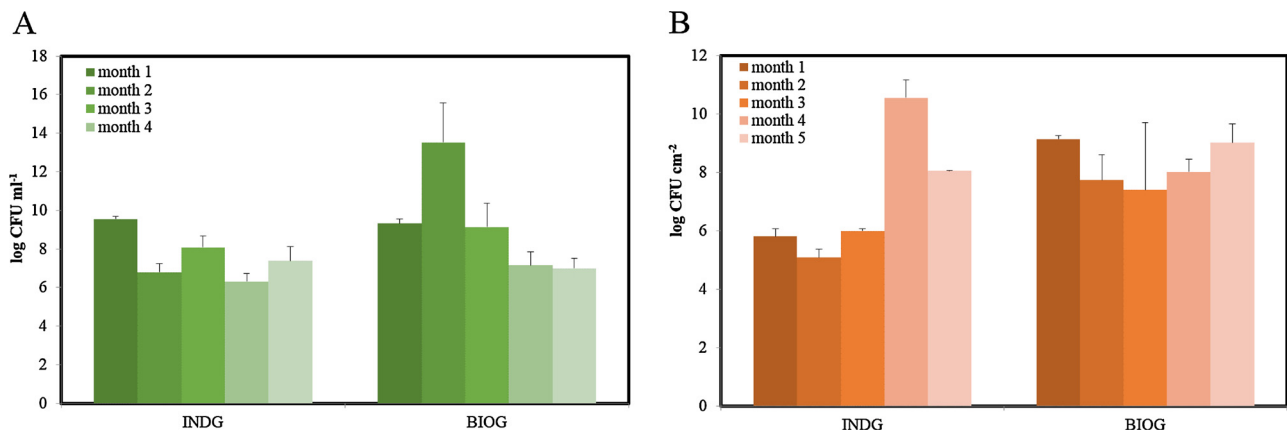 A
log CFU ml⁻¹
18
16
14
12
10
8
6
4
2
0
month 1
month 2
month 3
month 4
INDG
BIOG
B
log CFU cm⁻²
12
10
8
6
4
2
0
month 1
month 2
month 3
month 4
month 5
INDG
BIOG